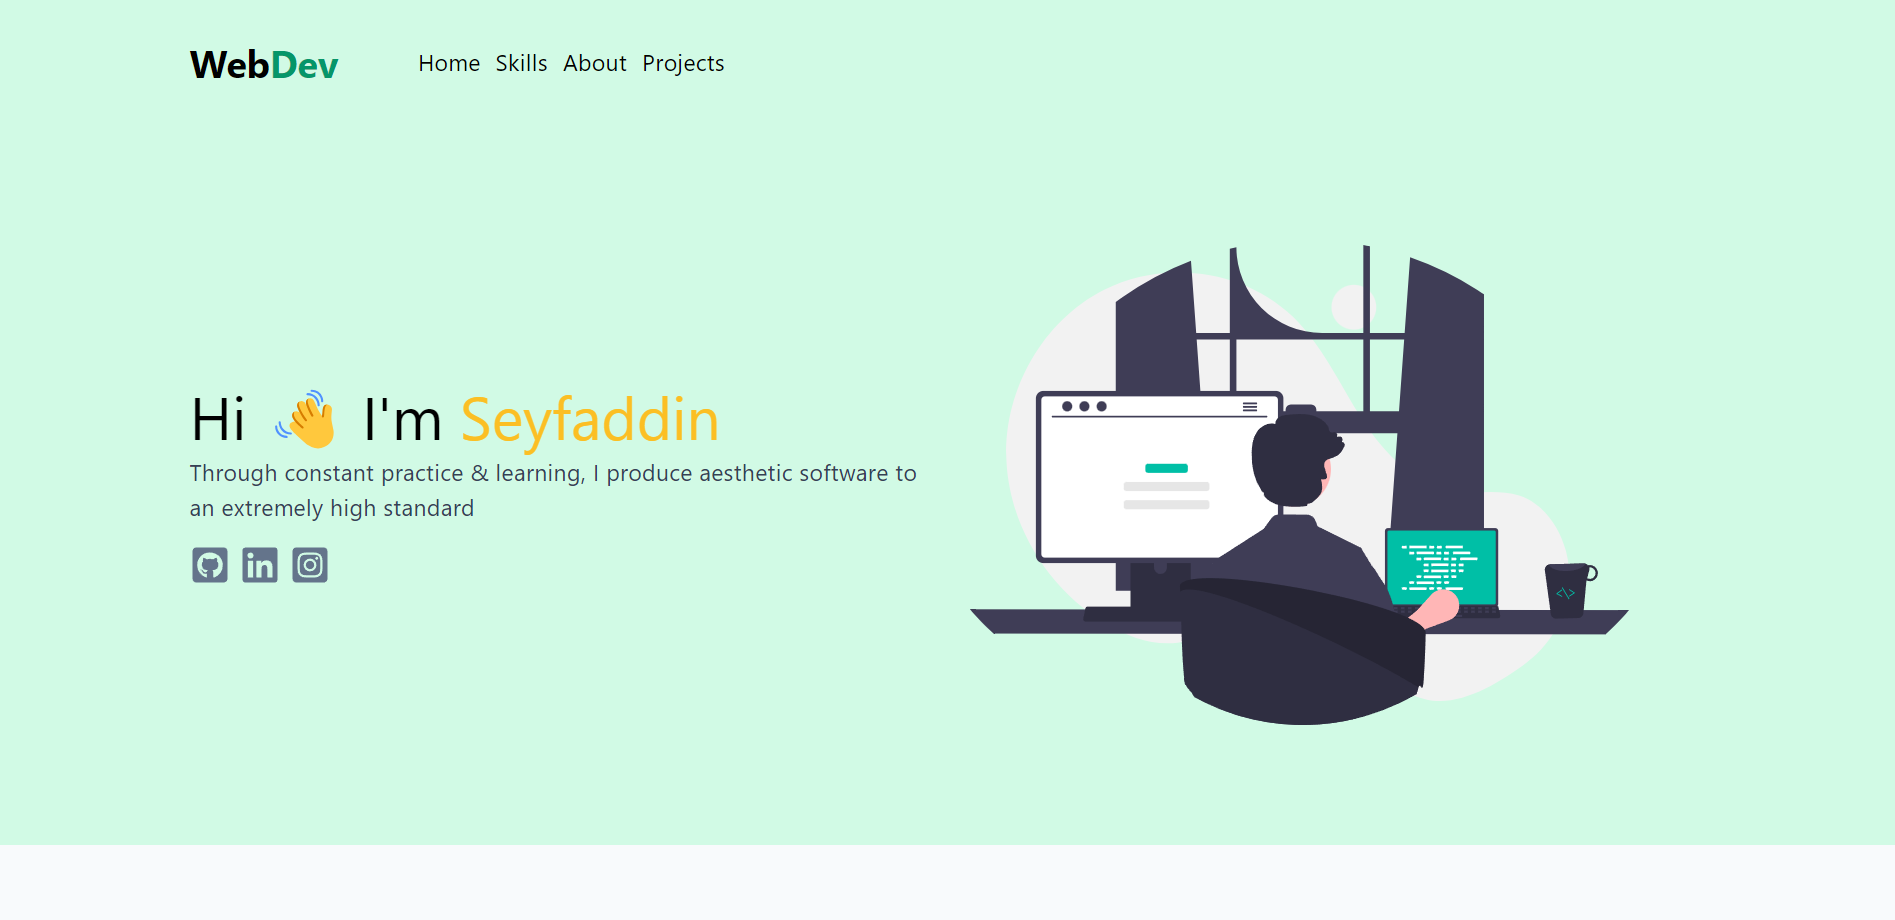 WebDev
Home Skills About Projects
Hi 👋 I'm Seyfaddin
Through constant practice & learning, I produce aesthetic software to
an extremely high standard
in
<\>